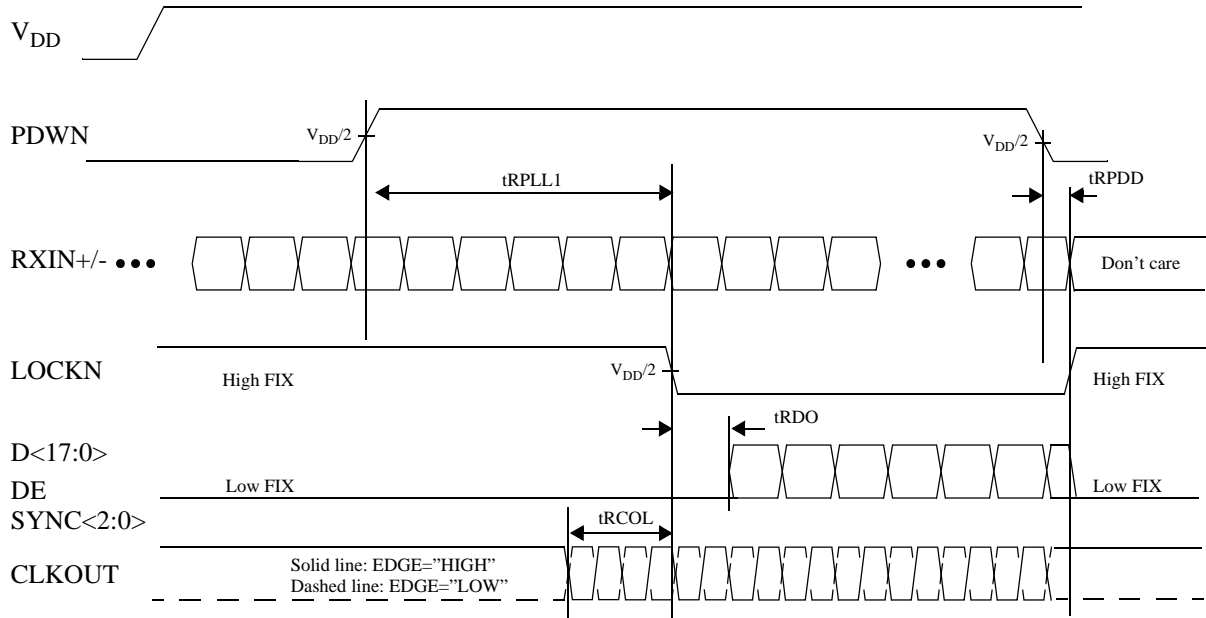 VDD
PDWN
VDD/2
VDD/2
tRPLL1
tRPDD
RXIN+/- •••
•••
Don't care
LOCKN
High FIX
VDD/2
High FIX
tRDO
D<17:0>
DE
Low FIX
Low FIX
SYNC<2:0>
tRCOL
CLKOUT
Solid line: EDGE=”HIGH”
Dashed line: EDGE=”LOW”